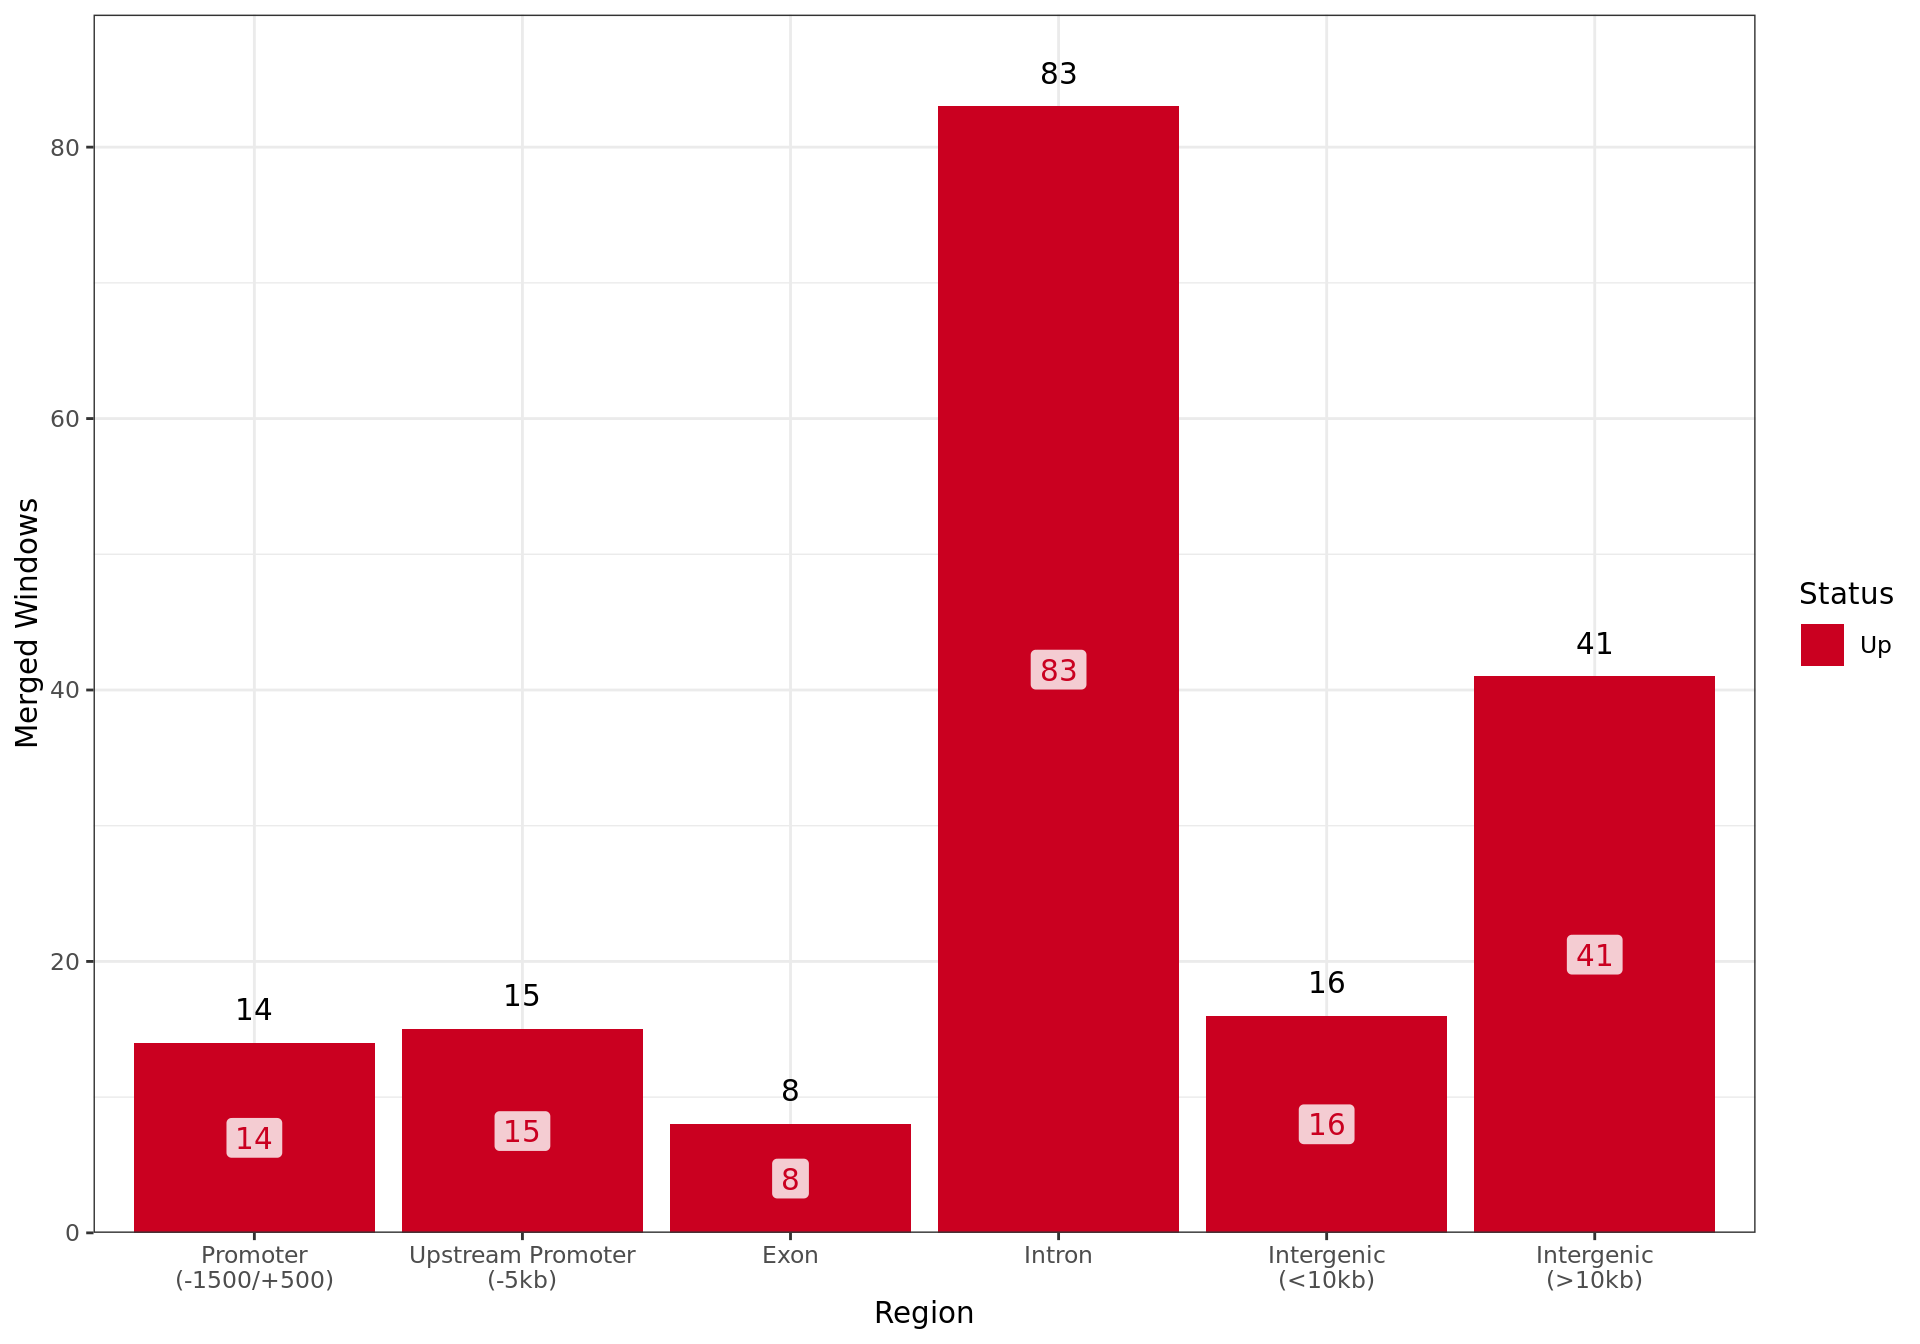 83
80
60
41
83
Status
Up
Merged Windows
40
41
20
16
15
14
8
14
15
8
16
0
Promoter
(-1500/+500)
Upstream Promoter
(-5kb)
Exon
Intron
Intergenic
(<10kb)
Intergenic
(>10kb)
Region